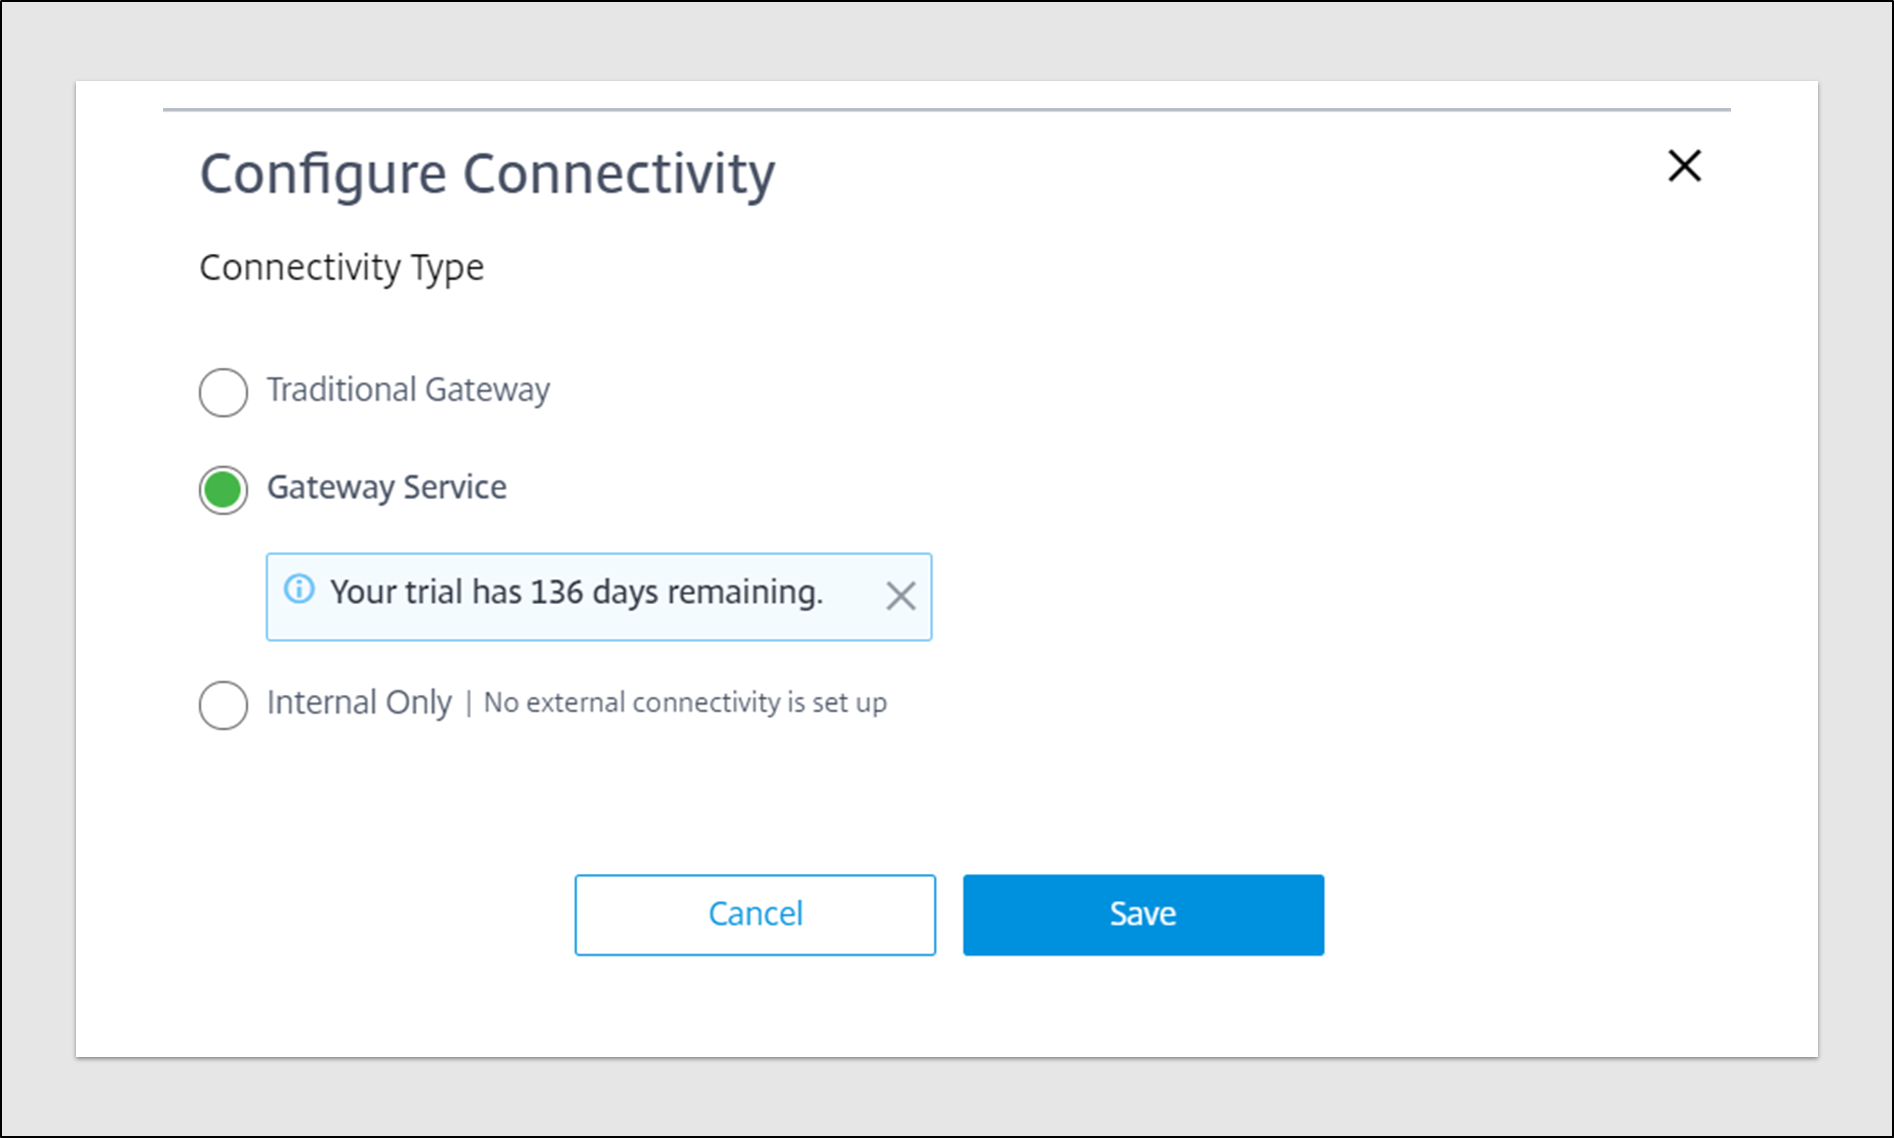 Configure Connectivity
Connectivity Type
Traditional Gateway
Gateway Service
Your trial has 136 days remaining.
Internal Only | No external connectivity is set up
Cancel
Save